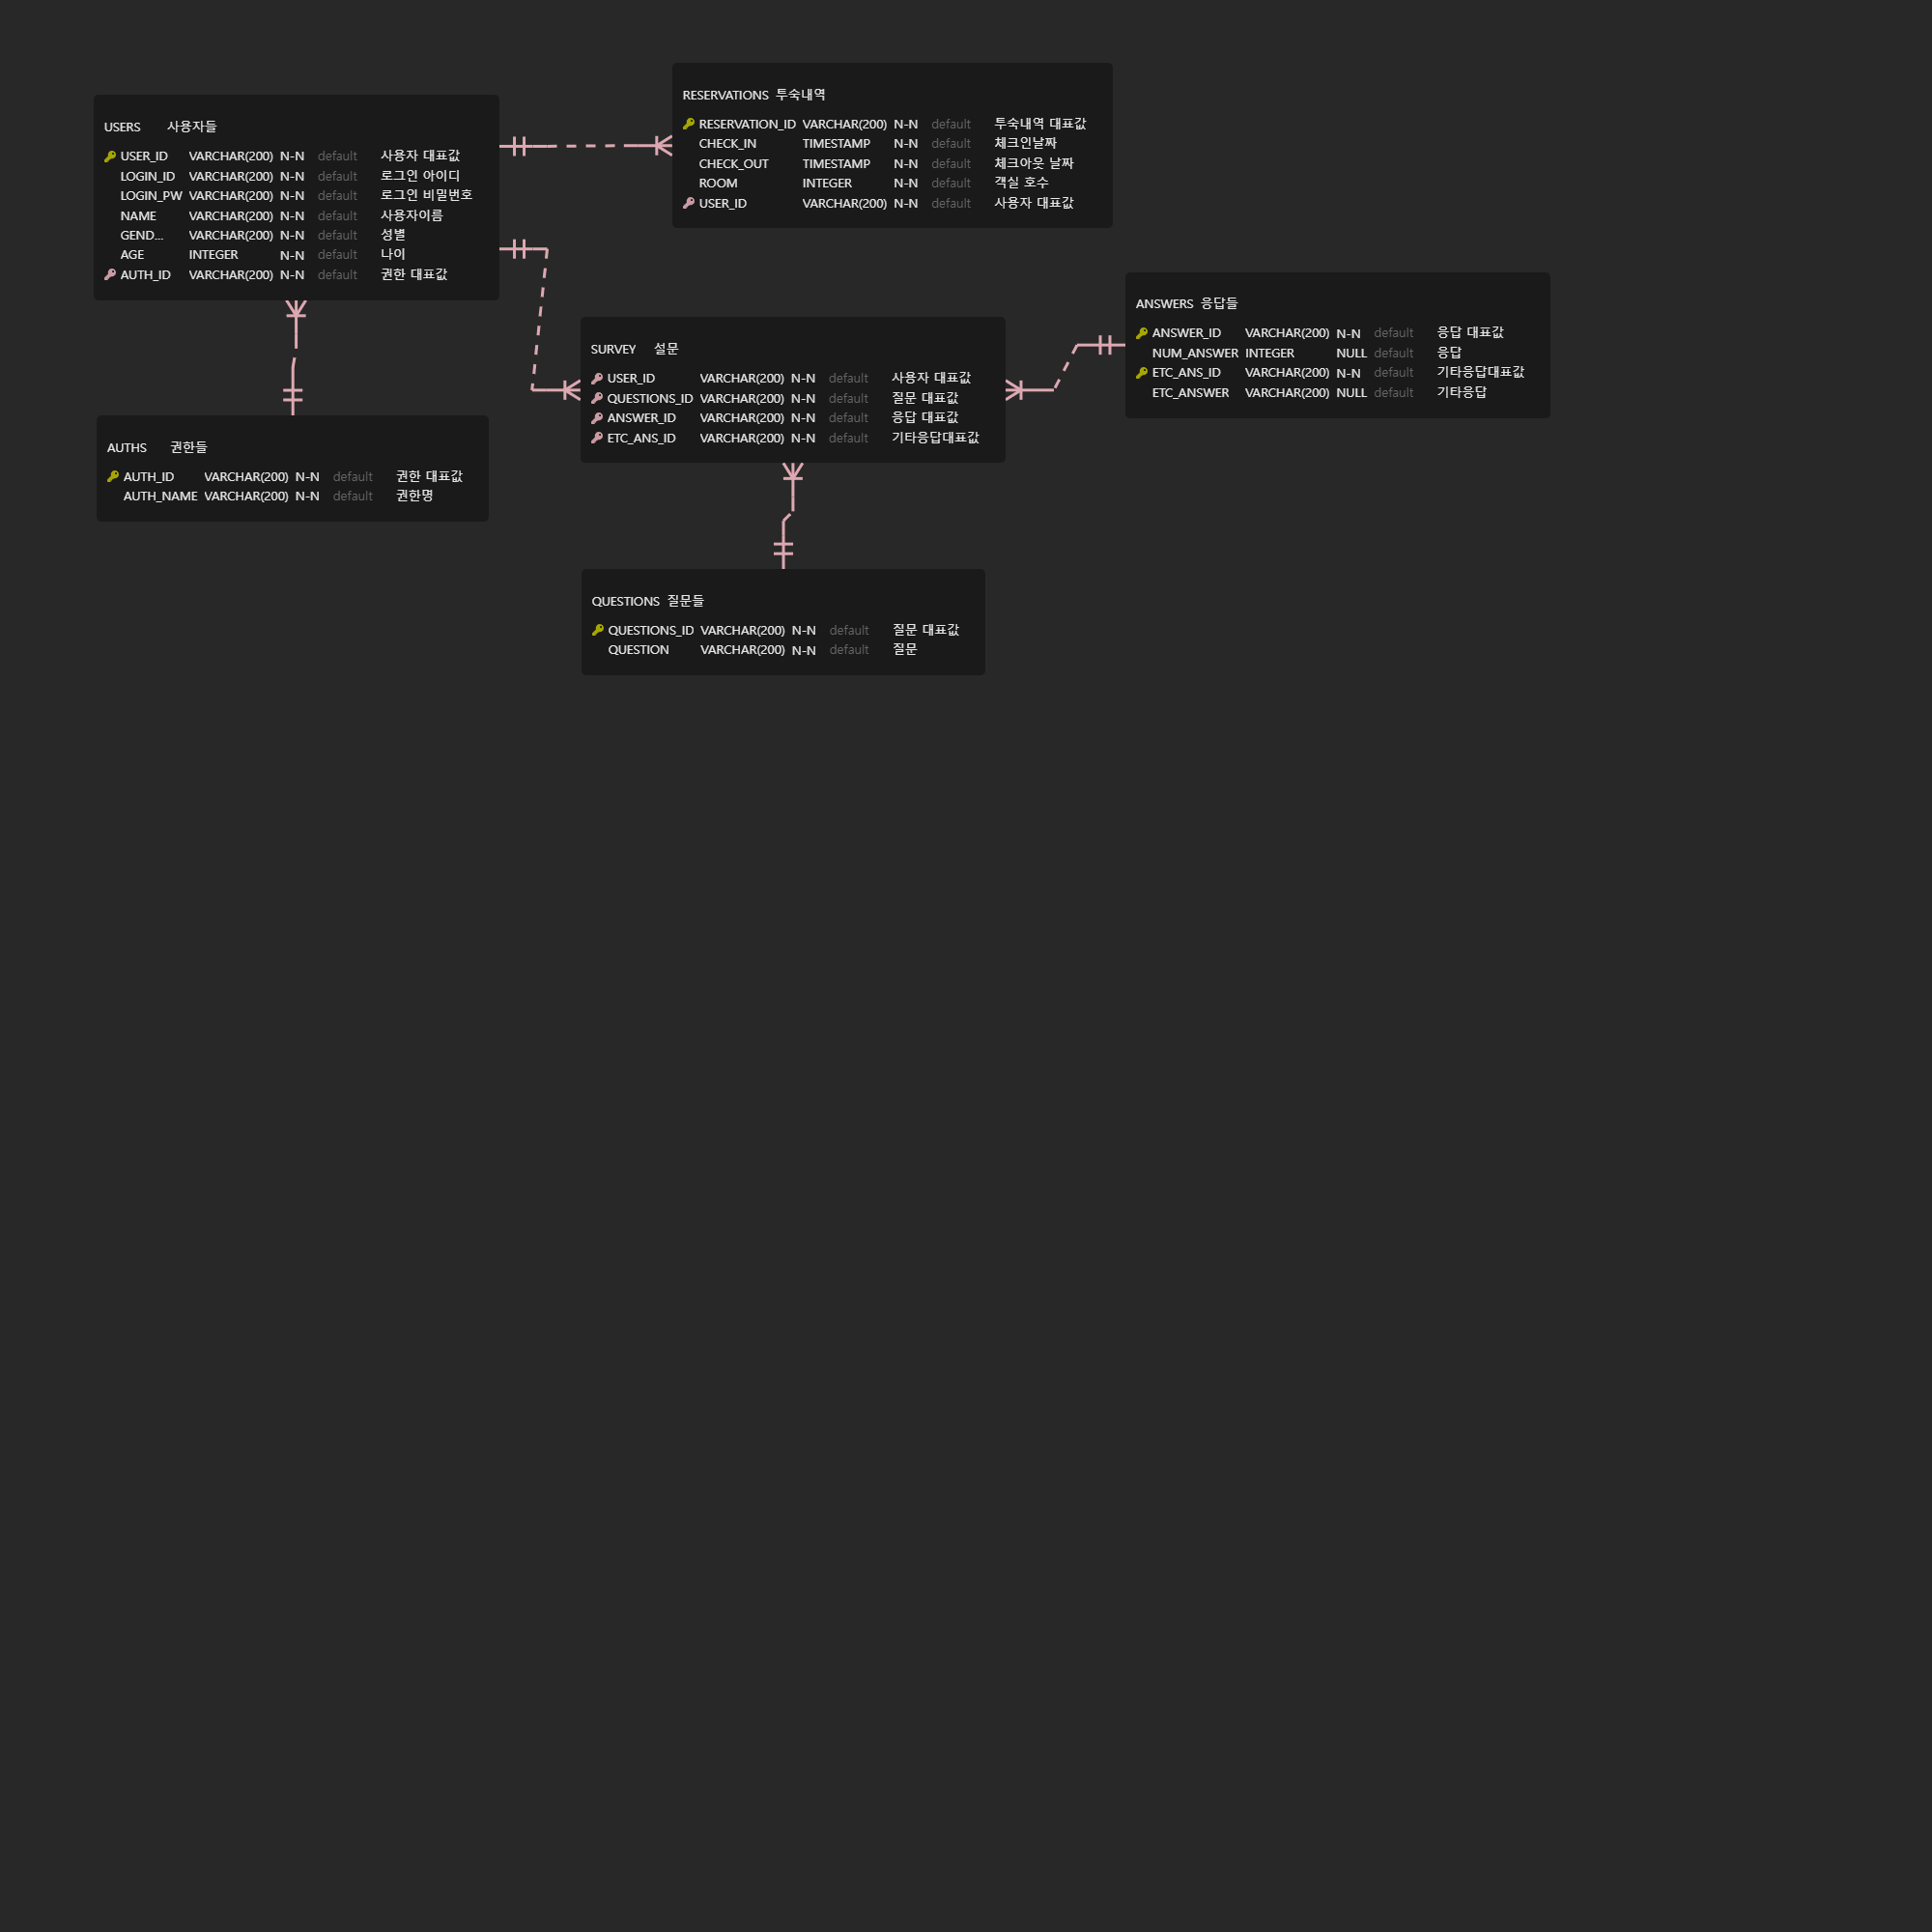 USERS 사용자들
USER_ID VARCHAR(200) N-N default 사용자 대표값
LOGIN_ID VARCHAR(200) N-N default 로그인 아이디
LOGIN_PW VARCHAR(200) N-N default 로그인 비밀번호
NAME VARCHAR(200) N-N default 사용자이름
GEND... VARCHAR(200) N-N default 성별
AGE INTEGER N-N default 나이
AUTH_ID VARCHAR(200) N-N default 권한 대표값
RESERVATIONS 투숙내역
RESERVATION_ID VARCHAR(200) N-N default 투숙내역 대표값
CHECK_IN TIMESTAMP N-N default 체크인날짜
CHECK_OUT TIMESTAMP N-N default 체크아웃 날짜
ROOM INTEGER N-N default 객실 호수
USER_ID VARCHAR(200) N-N default 사용자 대표값
ANSWERS 응답들
ANSWER_ID VARCHAR(200) N-N default 응답 대표값
NUM_ANSWER INTEGER NULL default 응답
ETC_ANS_ID VARCHAR(200) N-N default 기타응답대표값
ETC_ANSWER VARCHAR(200) NULL default 기타응답
SURVEY 설문
USER_ID VARCHAR(200) N-N default 사용자 대표값
QUESTIONS_ID VARCHAR(200) N-N default 질문 대표값
ANSWER_ID VARCHAR(200) N-N default 응답 대표값
ETC_ANS_ID VARCHAR(200) N-N default 기타응답대표값
AUTHS 권한들
AUTH_ID VARCHAR(200) N-N default 권한 대표값
AUTH_NAME VARCHAR(200) N-N default 권한명
QUESTIONS 질문들
QUESTIONS_ID VARCHAR(200) N-N default 질문 대표값
QUESTION VARCHAR(200) N-N default 질문